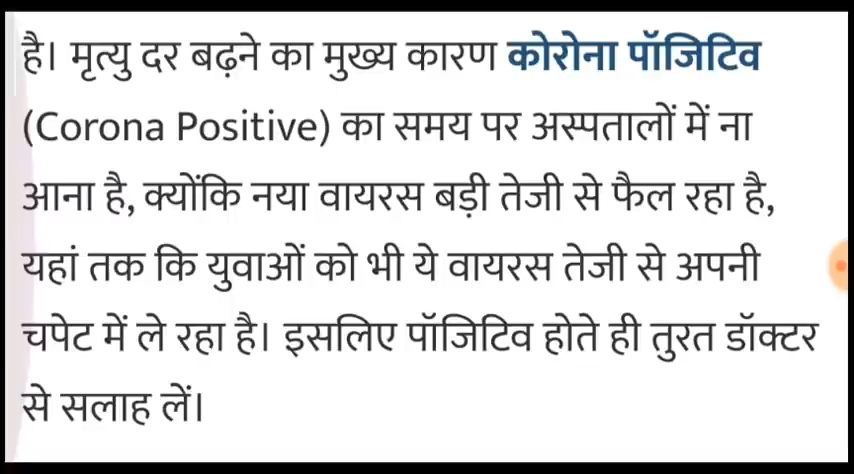 है। मृत्यु दर बढ़ने का मुख्य कारण कोरोना पॉजिटिव
(Corona Positive) का समय पर अस्पतालों में ना
आना है, क्योंकि नया वायरस बड़ी तेजी से फैल रहा है,
यहां तक कि युवाओं को भी ये वायरस तेजी से अपनी
चपेट में ले रहा है। इसलिए पॉजिटिव होते ही तुरत डॉक्टर
से सलाह लें।